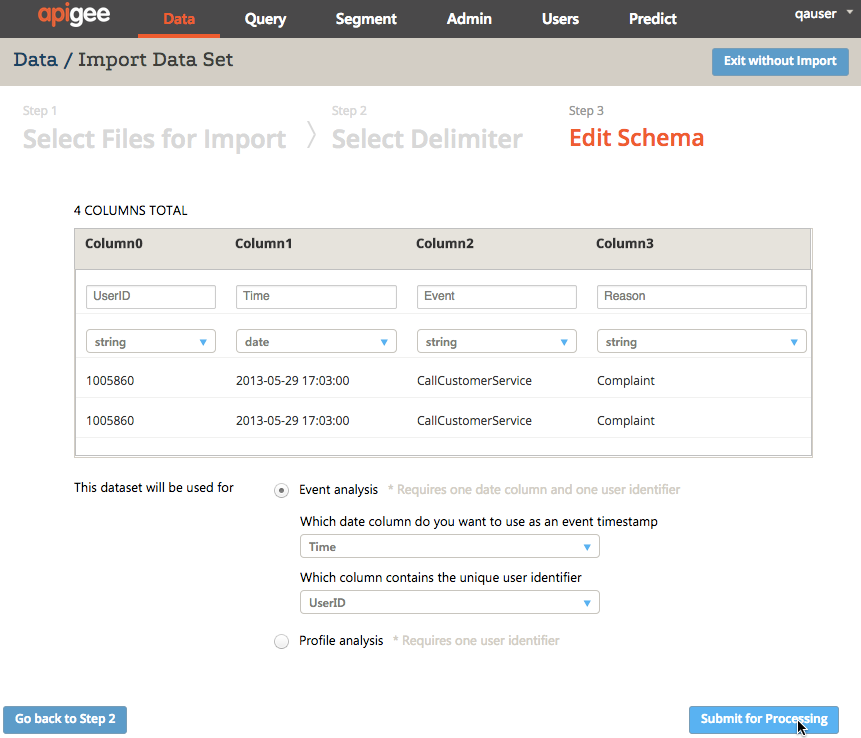 apigee Data Query Segment Admin Users Predict qauser
Data / Import Data Set Exit without Import
Step 1 Step 2 Step 3
Select Files for Import Select Delimiter Edit Schema
4 COLUMNS TOTAL
Column0 Column1 Column2 Column3
UserID Time Event Reason
string date string string
1005860 2013-05-29 17:03:00 CallCustomerService Complaint
1005860 2013-05-29 17:03:00 CallCustomerService Complaint
This dataset will be used for Event analysis * Requires one date column and one user identifier
Which date column do you want to use as an event timestamp
Time
Which column contains the unique user identifier
UserID
Profile analysis * Requires one user identifier
Go back to Step 2 Submit for Processing